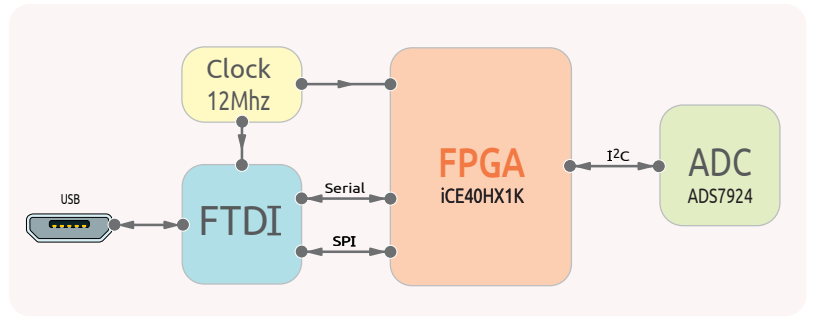 Clock
12Mhz
FPGA
iCE40HX1K
I²C
ADC
ADS7924
Serial
USB
FTDI
SPI